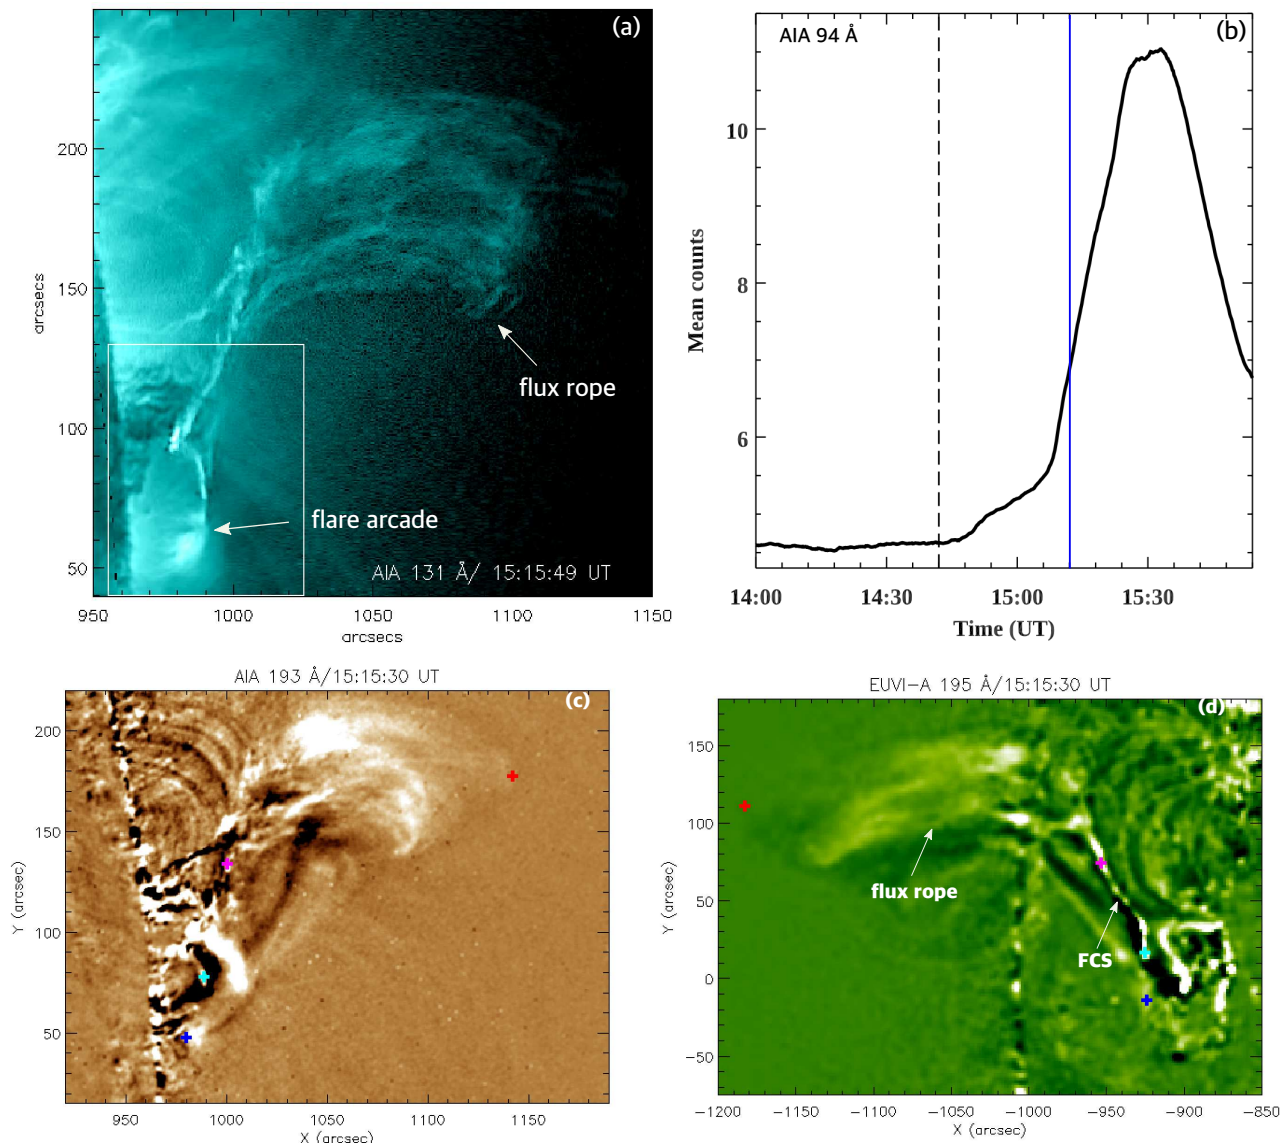 (a)
200
150
100
50
arcsecs
flux rope
flare arcade
AIA 131 Å/ 15:15:49 UT
950
1000
1050
1100
1150
arcsecs
AIA 94 Å
(b)
10
8
6
Mean counts
14:00
14:30
15:00
15:30
Time (UT)
AIA 193 Å/15:15:30 UT
(c)
200
150
100
50
Y (arcsec)
950
1000
1050
1100
1150
X (arcsec)
EUVI-A 195 Å/15:15:30 UT
(d)
150
100
50
0
−50
Y (arcsec)
flux rope
FCS
−1200
−1150
−1100
−1050
−1000
−950
−900
−850
X (arcsec)